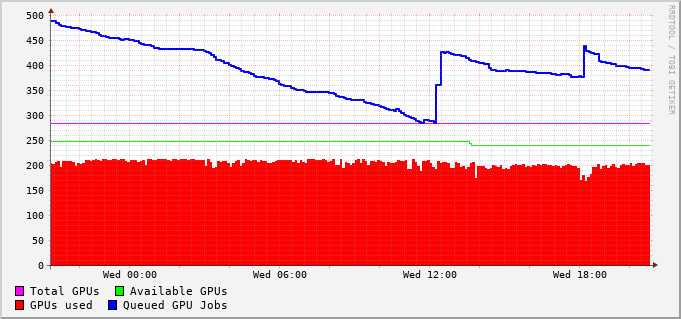 500
450
400
350
300
250
200
150
100
50
0
Wed 00:00 Wed 06:00 Wed 12:00 Wed 18:00
Total GPUs Available GPUs
GPUs used Queued GPU Jobs
RRDTOOL / TOBI OETIKER